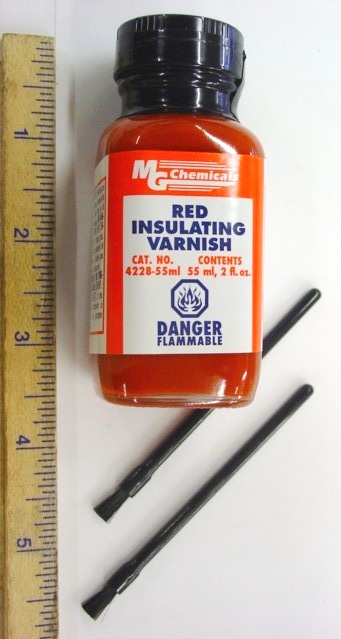 MG Chemicals
RED
INSULATING
VARNISH
CAT. NO. CONTENTS
4228-55ml 55 ml, 2 fl. oz.
DANGER
FLAMMABLE
1
2
3
4
5